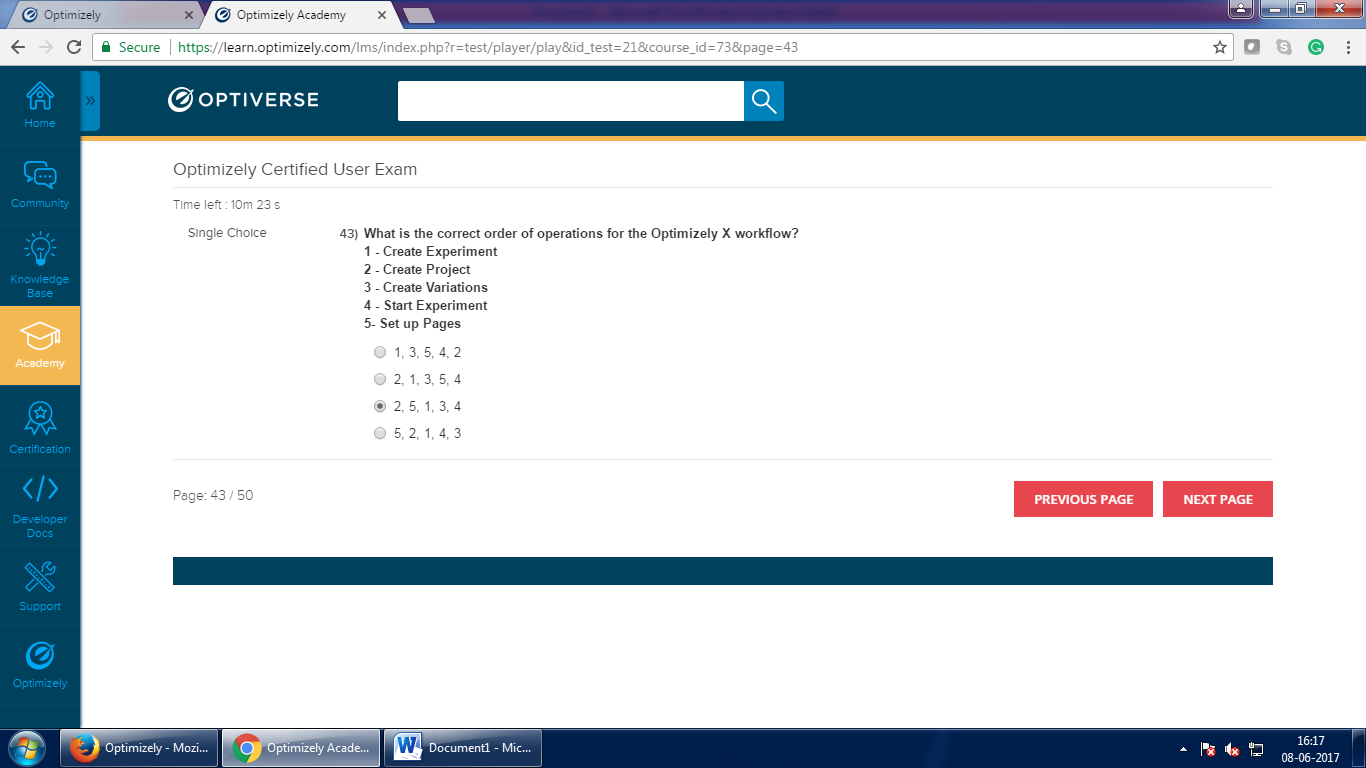 Optimizely
Optimizely Academy
Secure
https://learn.optimizely.com/lms/index.php?r=test/player/play&id_test=21&course_id=73&page=43
Home
»
OPTIVERSE
Community
Knowledge
Base
Academy
Certification
Developer
Docs
Support
Optimizely
Optimizely Certified User Exam
Time left : 10m 23 s
Single Choice
43) What is the correct order of operations for the Optimizely X workflow?
1 - Create Experiment
2 - Create Project
3 - Create Variations
4 - Start Experiment
5- Set up Pages
1, 3, 5, 4, 2
2, 1, 3, 5, 4
2, 5, 1, 3, 4
5, 2, 1, 4, 3
Page: 43 / 50
PREVIOUS PAGE
NEXT PAGE
Optimizely - Mozi...
Optimizely Acade...
Document1 - Mic...
16:17
08-06-2017